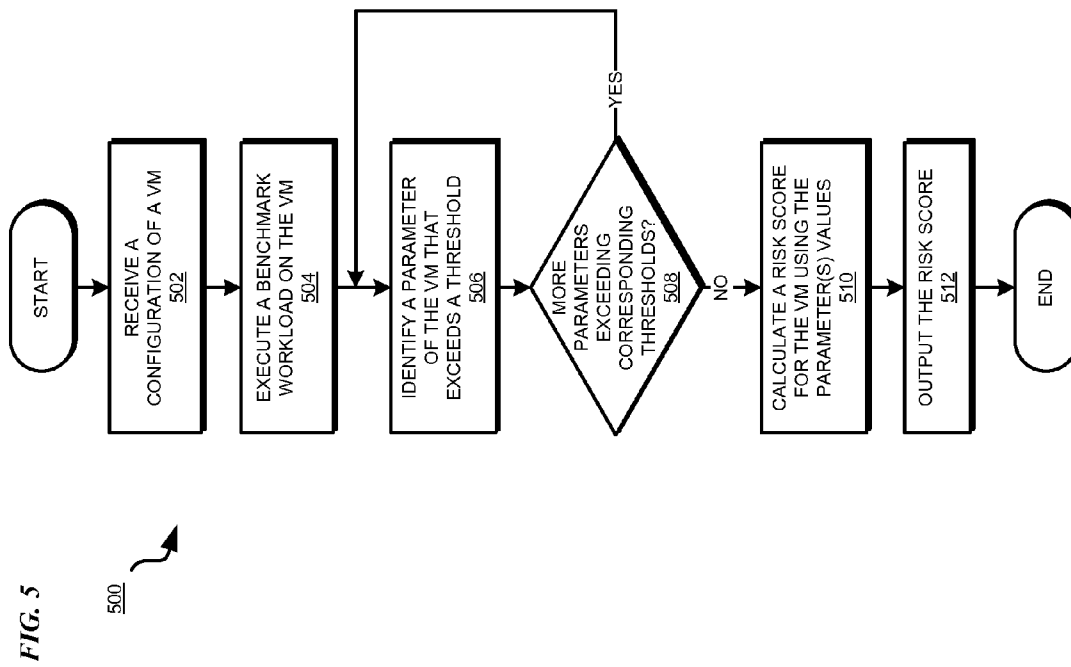 FIG. 5
500
START
RECEIVE A
CONFIGURATION OF A VM
502
EXECUTE A BENCHMARK
WORKLOAD ON THE VM
504
IDENTIFY A PARAMETER
OF THE VM THAT
EXCEEDS A THRESHOLD
506
MORE
PARAMETERS
EXCEEDING
CORRESPONDING
THRESHOLDS?
508
YES
NO
CALCULATE A RISK SCORE
FOR THE VM USING THE
PARAMETER(S) VALUES
510
OUTPUT THE RISK SCORE
512
END